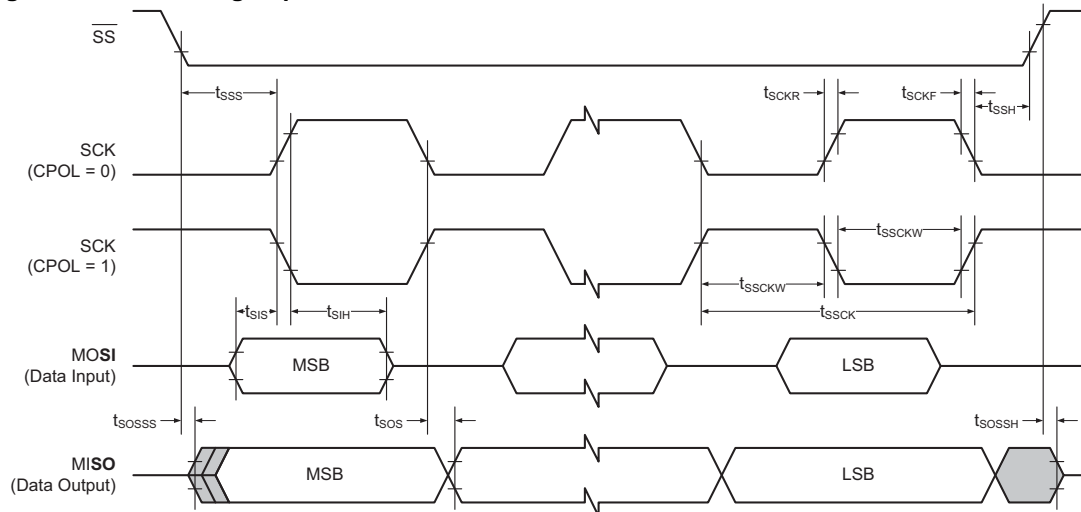 SS
tSSS
tSCKR
tSCKF
tSSH
SCK
(CPOL = 0)
SCK
(CPOL = 1)
tSSCKW
tSSCKW
tSIS
tSIH
tSSCK
MOSI
(Data Input)
MSB
LSB
tSOSSS
tSOS
tSOSSH
MISO
(Data Output)
MSB
LSB